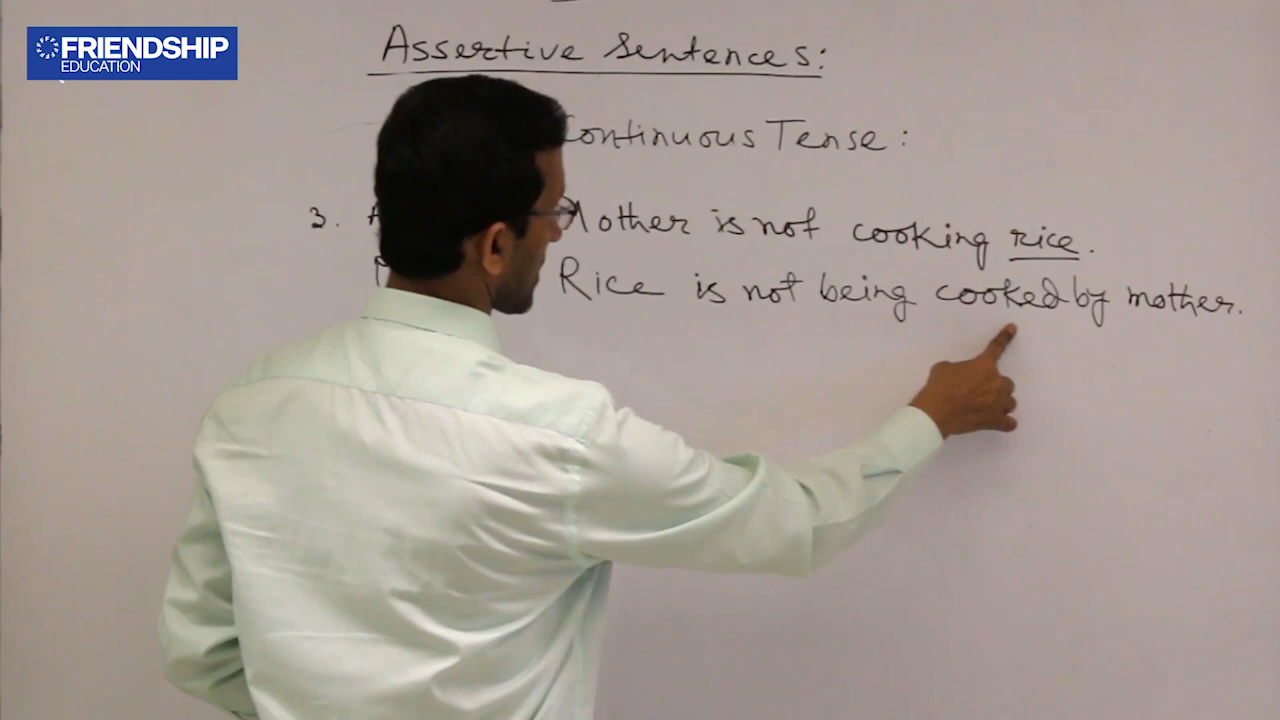 FRIENDSHIP
EDUCATION
Assertive Sentences:
Continuous Tense:
3. Mother is not cooking rice.
Rice is not being cooked by mother.